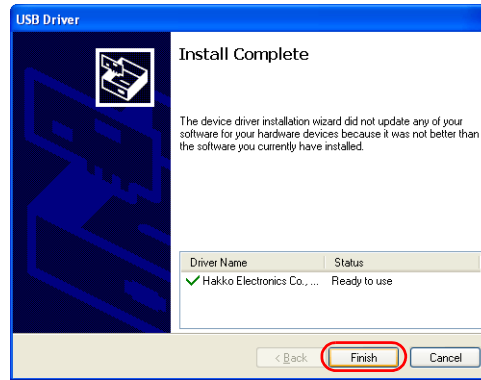 USB Driver
Install Complete
The device driver installation wizard did not update any of your
software for your hardware devices because it was not better than
the software you currently have installed.
Driver Name Status
Hakko Electronics Co., ... Ready to use
< Back Finish Cancel